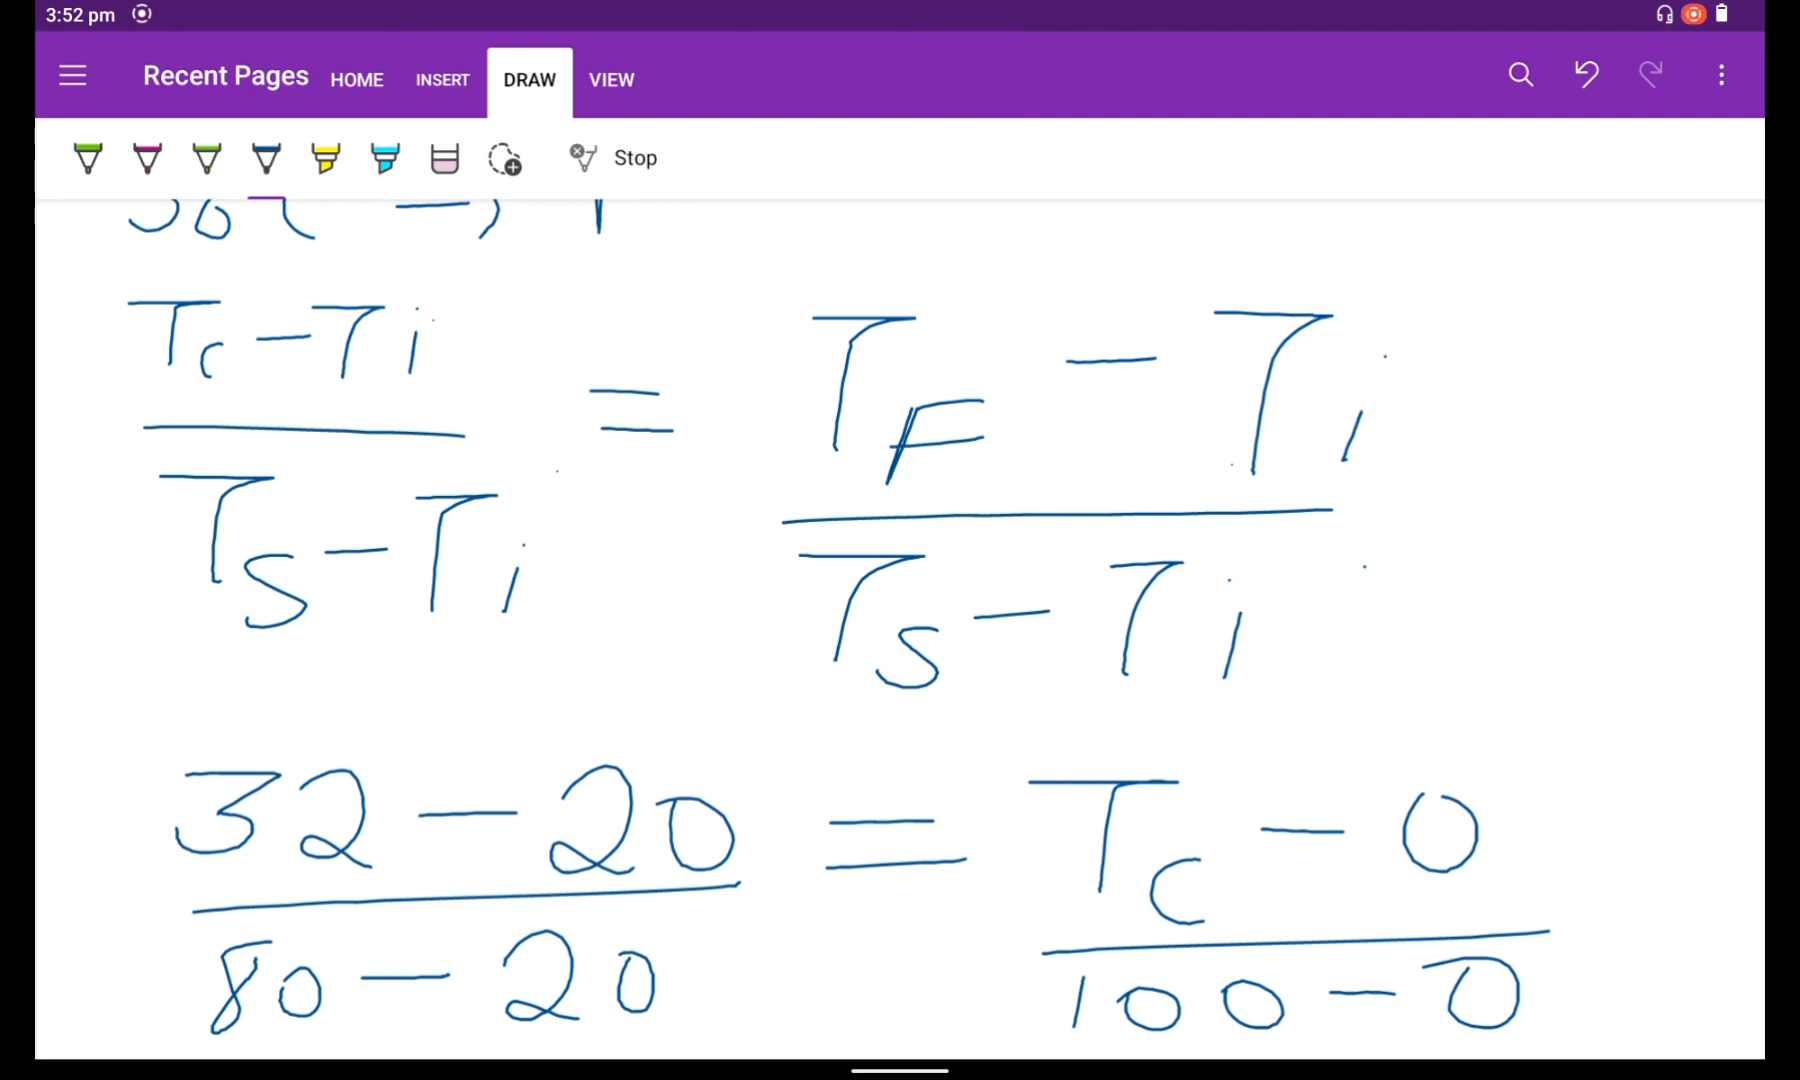 3:52 pm
Recent Pages HOME INSERT DRAW VIEW
Stop
Tc - Ti / Ts - Ti = TF - Ti / Ts - Ti
32 - 20 / 80 - 20 = Tc - 0 / 100 - 0